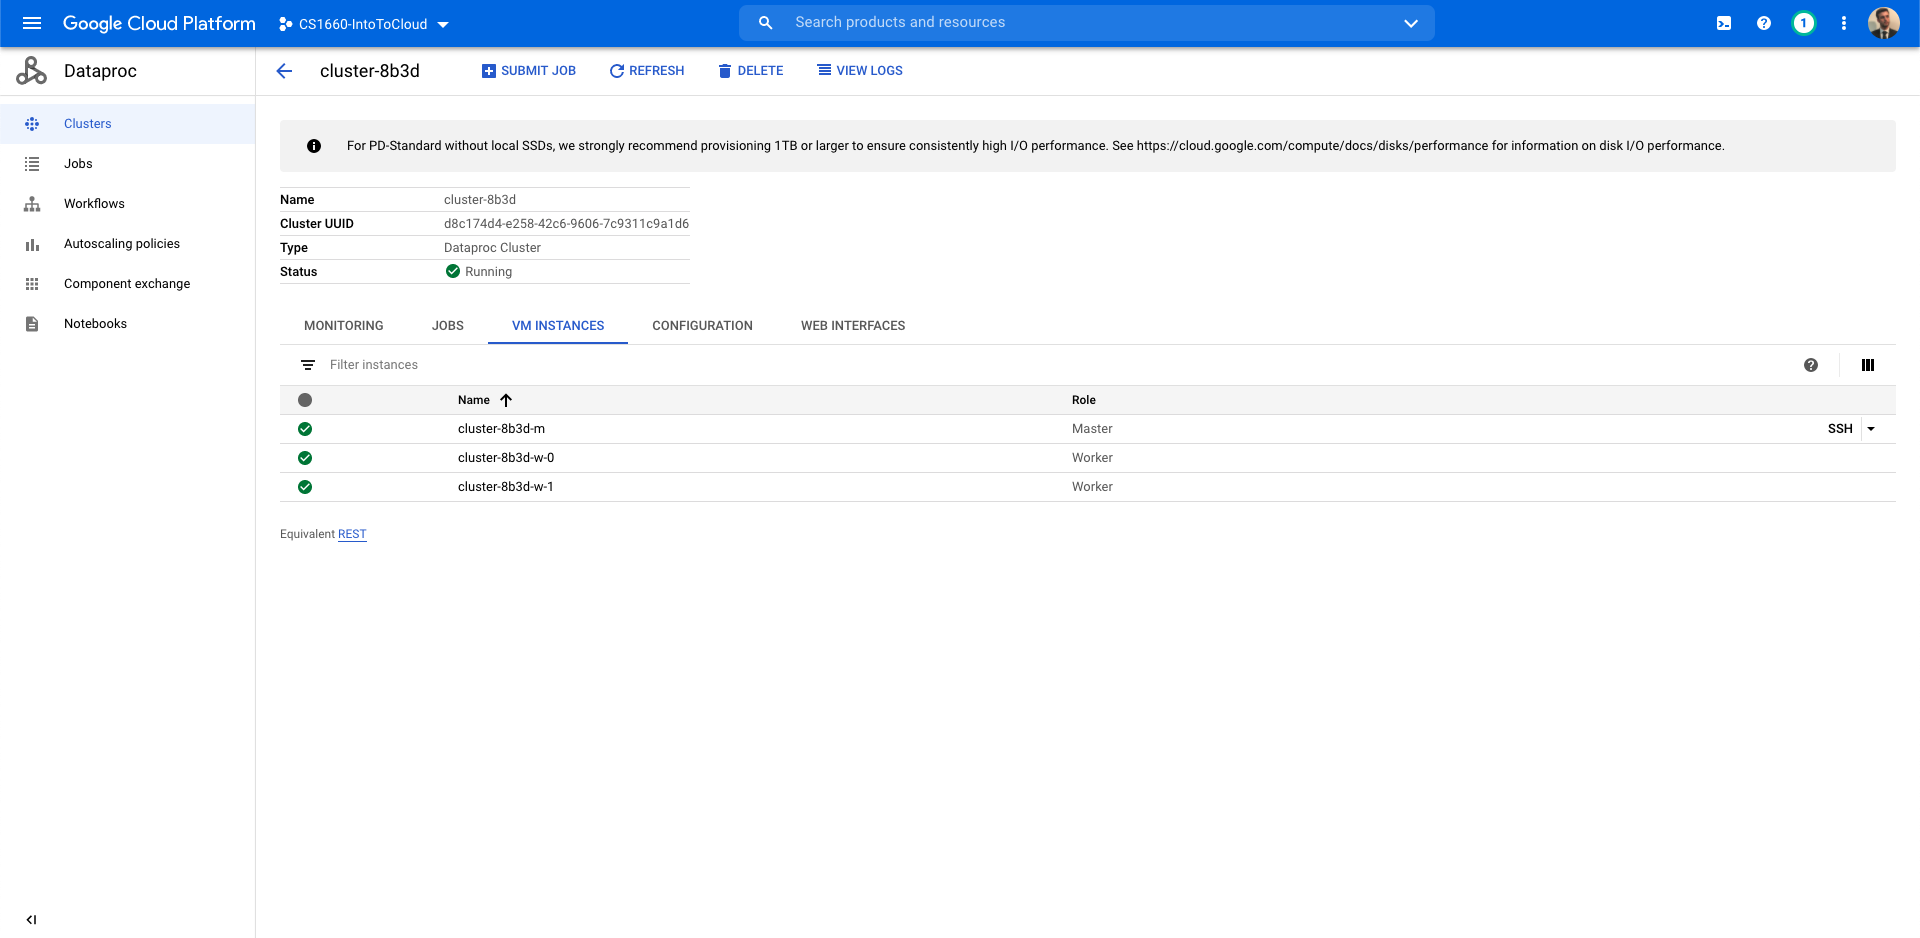 Google Cloud Platform
CS1660-IntoToCloud
Search products and resources
1
Dataproc
cluster-8b3d
SUBMIT JOB
REFRESH
DELETE
VIEW LOGS
Clusters
Jobs
Workflows
Autoscaling policies
Component exchange
Notebooks
For PD-Standard without local SSDs, we strongly recommend provisioning 1TB or larger to ensure consistently high I/O performance. See https://cloud.google.com/compute/docs/disks/performance for information on disk I/O performance.
Name cluster-8b3d
Cluster UUID d8c174d4-e258-42c6-9606-7c9311c9a1d6
Type Dataproc Cluster
Status Running
MONITORING JOBS VM INSTANCES CONFIGURATION WEB INTERFACES
Filter instances
Name Role
cluster-8b3d-m Master SSH
cluster-8b3d-w-0 Worker
cluster-8b3d-w-1 Worker
Equivalent REST